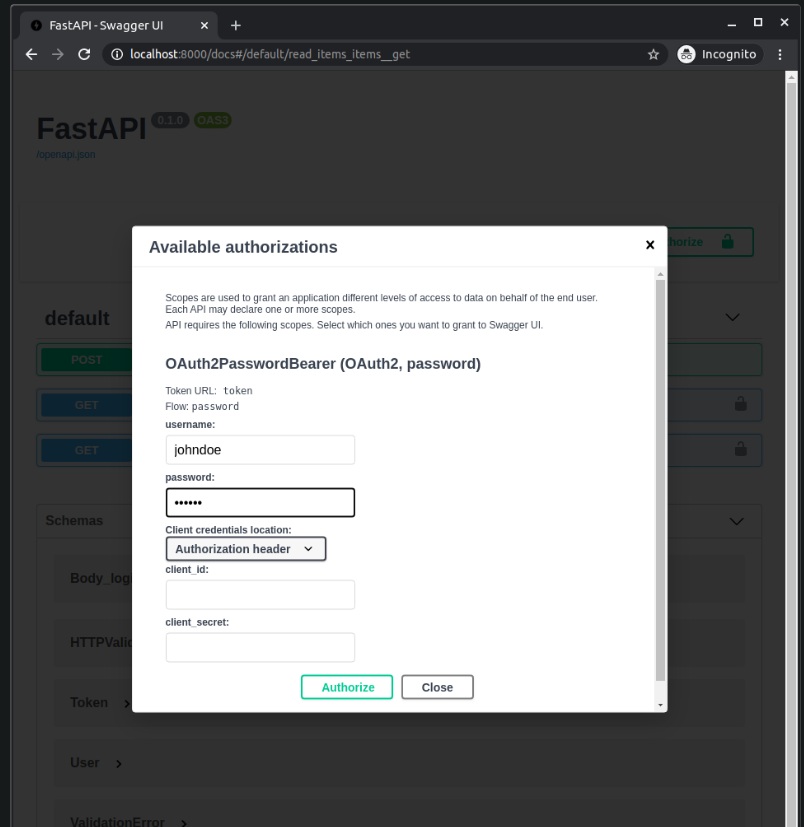 FastAPI - Swagger UI
localhost:8000/docs#/default/read_items_items__get
Incognito
FastAPI 0.1.0 OAS3
/openapi.json
Available authorizations
Scopes are used to grant an application different levels of access to data on behalf of the end user.
Each API may declare one or more scopes.
API requires the following scopes. Select which ones you want to grant to Swagger UI.
OAuth2PasswordBearer (OAuth2, password)
Token URL: token
Flow: password
username:
johndoe
password:
••••••
Client credentials location:
Authorization header
client_id:
client_secret:
Authorize Close
default
POST
GET
GET
Schemas
Token
User
ValidationError